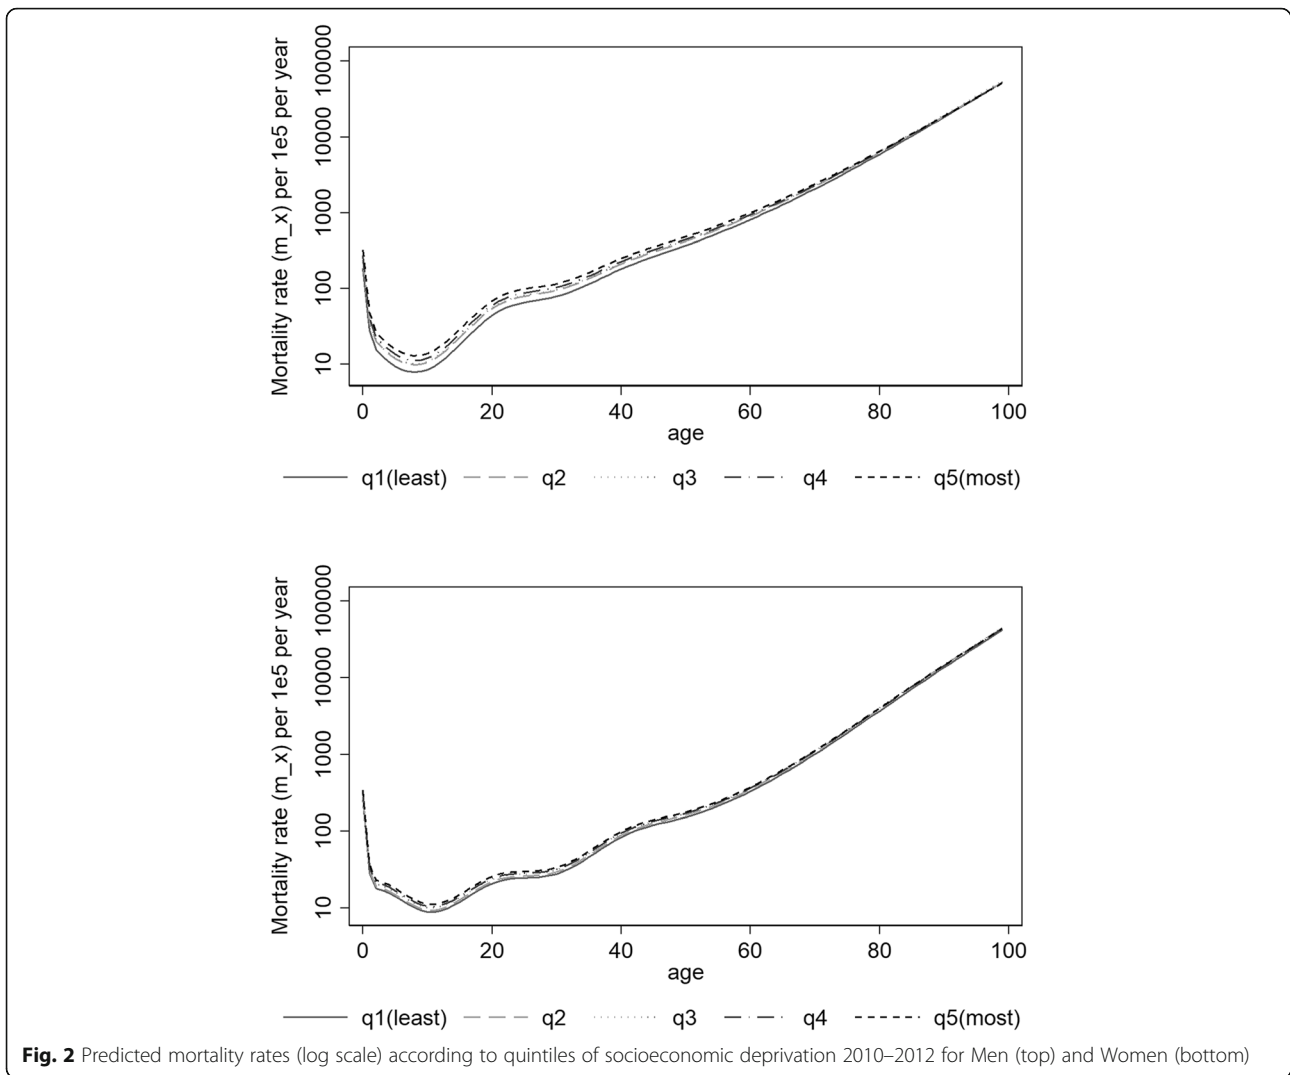 Mortality rate (m_x) per 1e5 per year
100000
10000
1000
100
10
0 20 40 60 80 100
age
q1(least) q2 q3 q4 q5(most)
Mortality rate (m_x) per 1e5 per year
100000
10000
1000
100
10
0 20 40 60 80 100
age
q1(least) q2 q3 q4 q5(most)
Fig. 2 Predicted mortality rates (log scale) according to quintiles of socioeconomic deprivation 2010–2012 for Men (top) and Women (bottom)